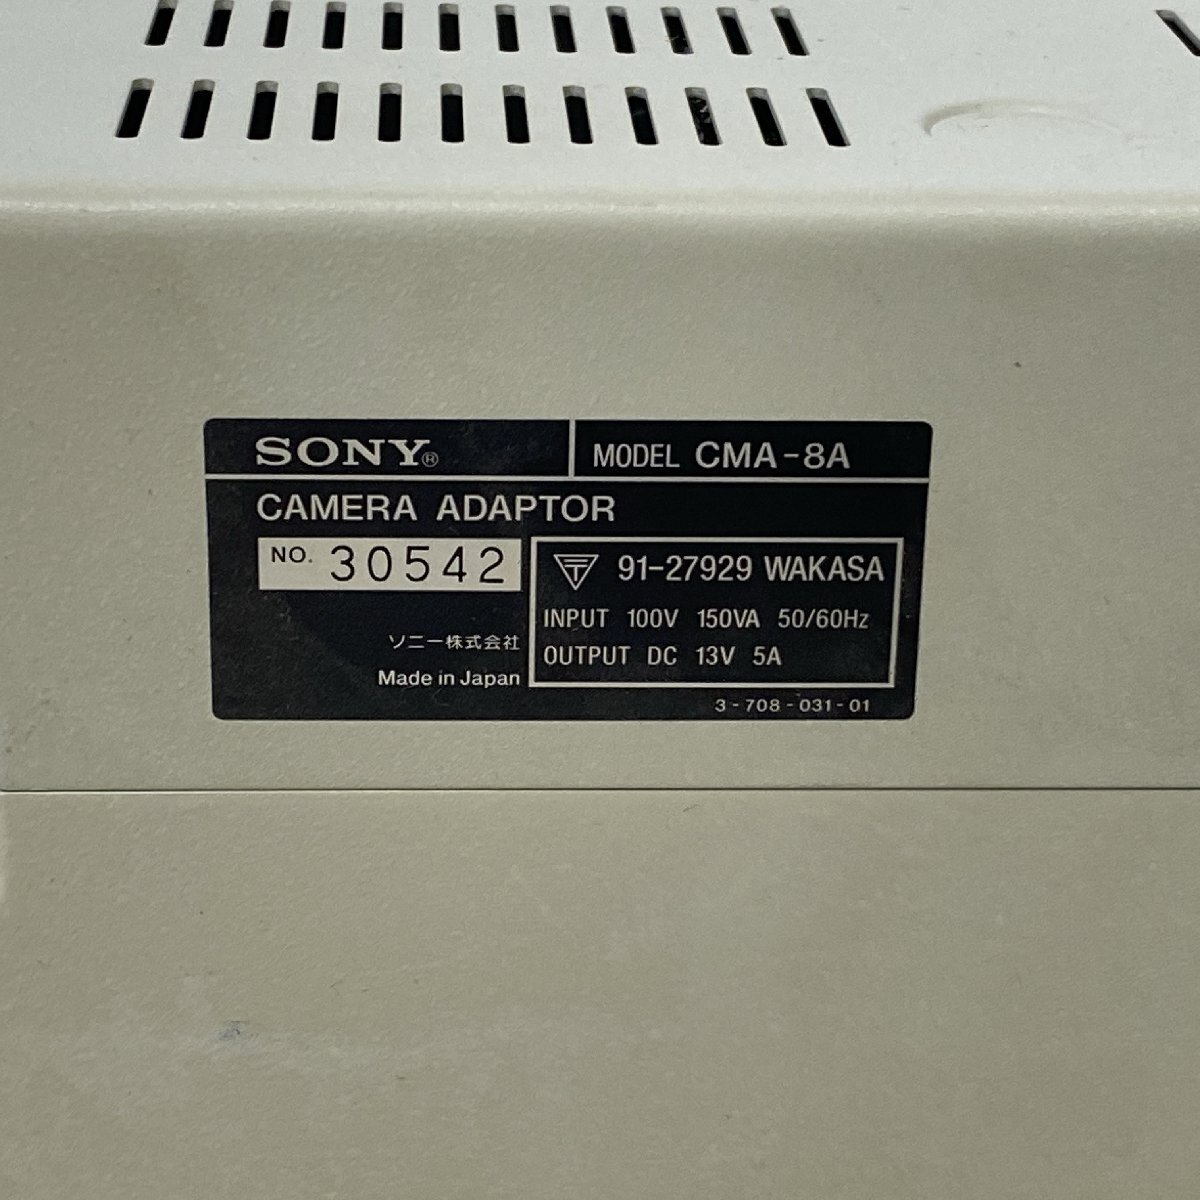 SONY®
MODEL CMA-8A
CAMERA ADAPTOR
NO. 30542
91-27929 WAKASA
INPUT 100V 150VA 50/60Hz
OUTPUT DC 13V 5A
ソニー株式会社
Made in Japan
3-708-031-01